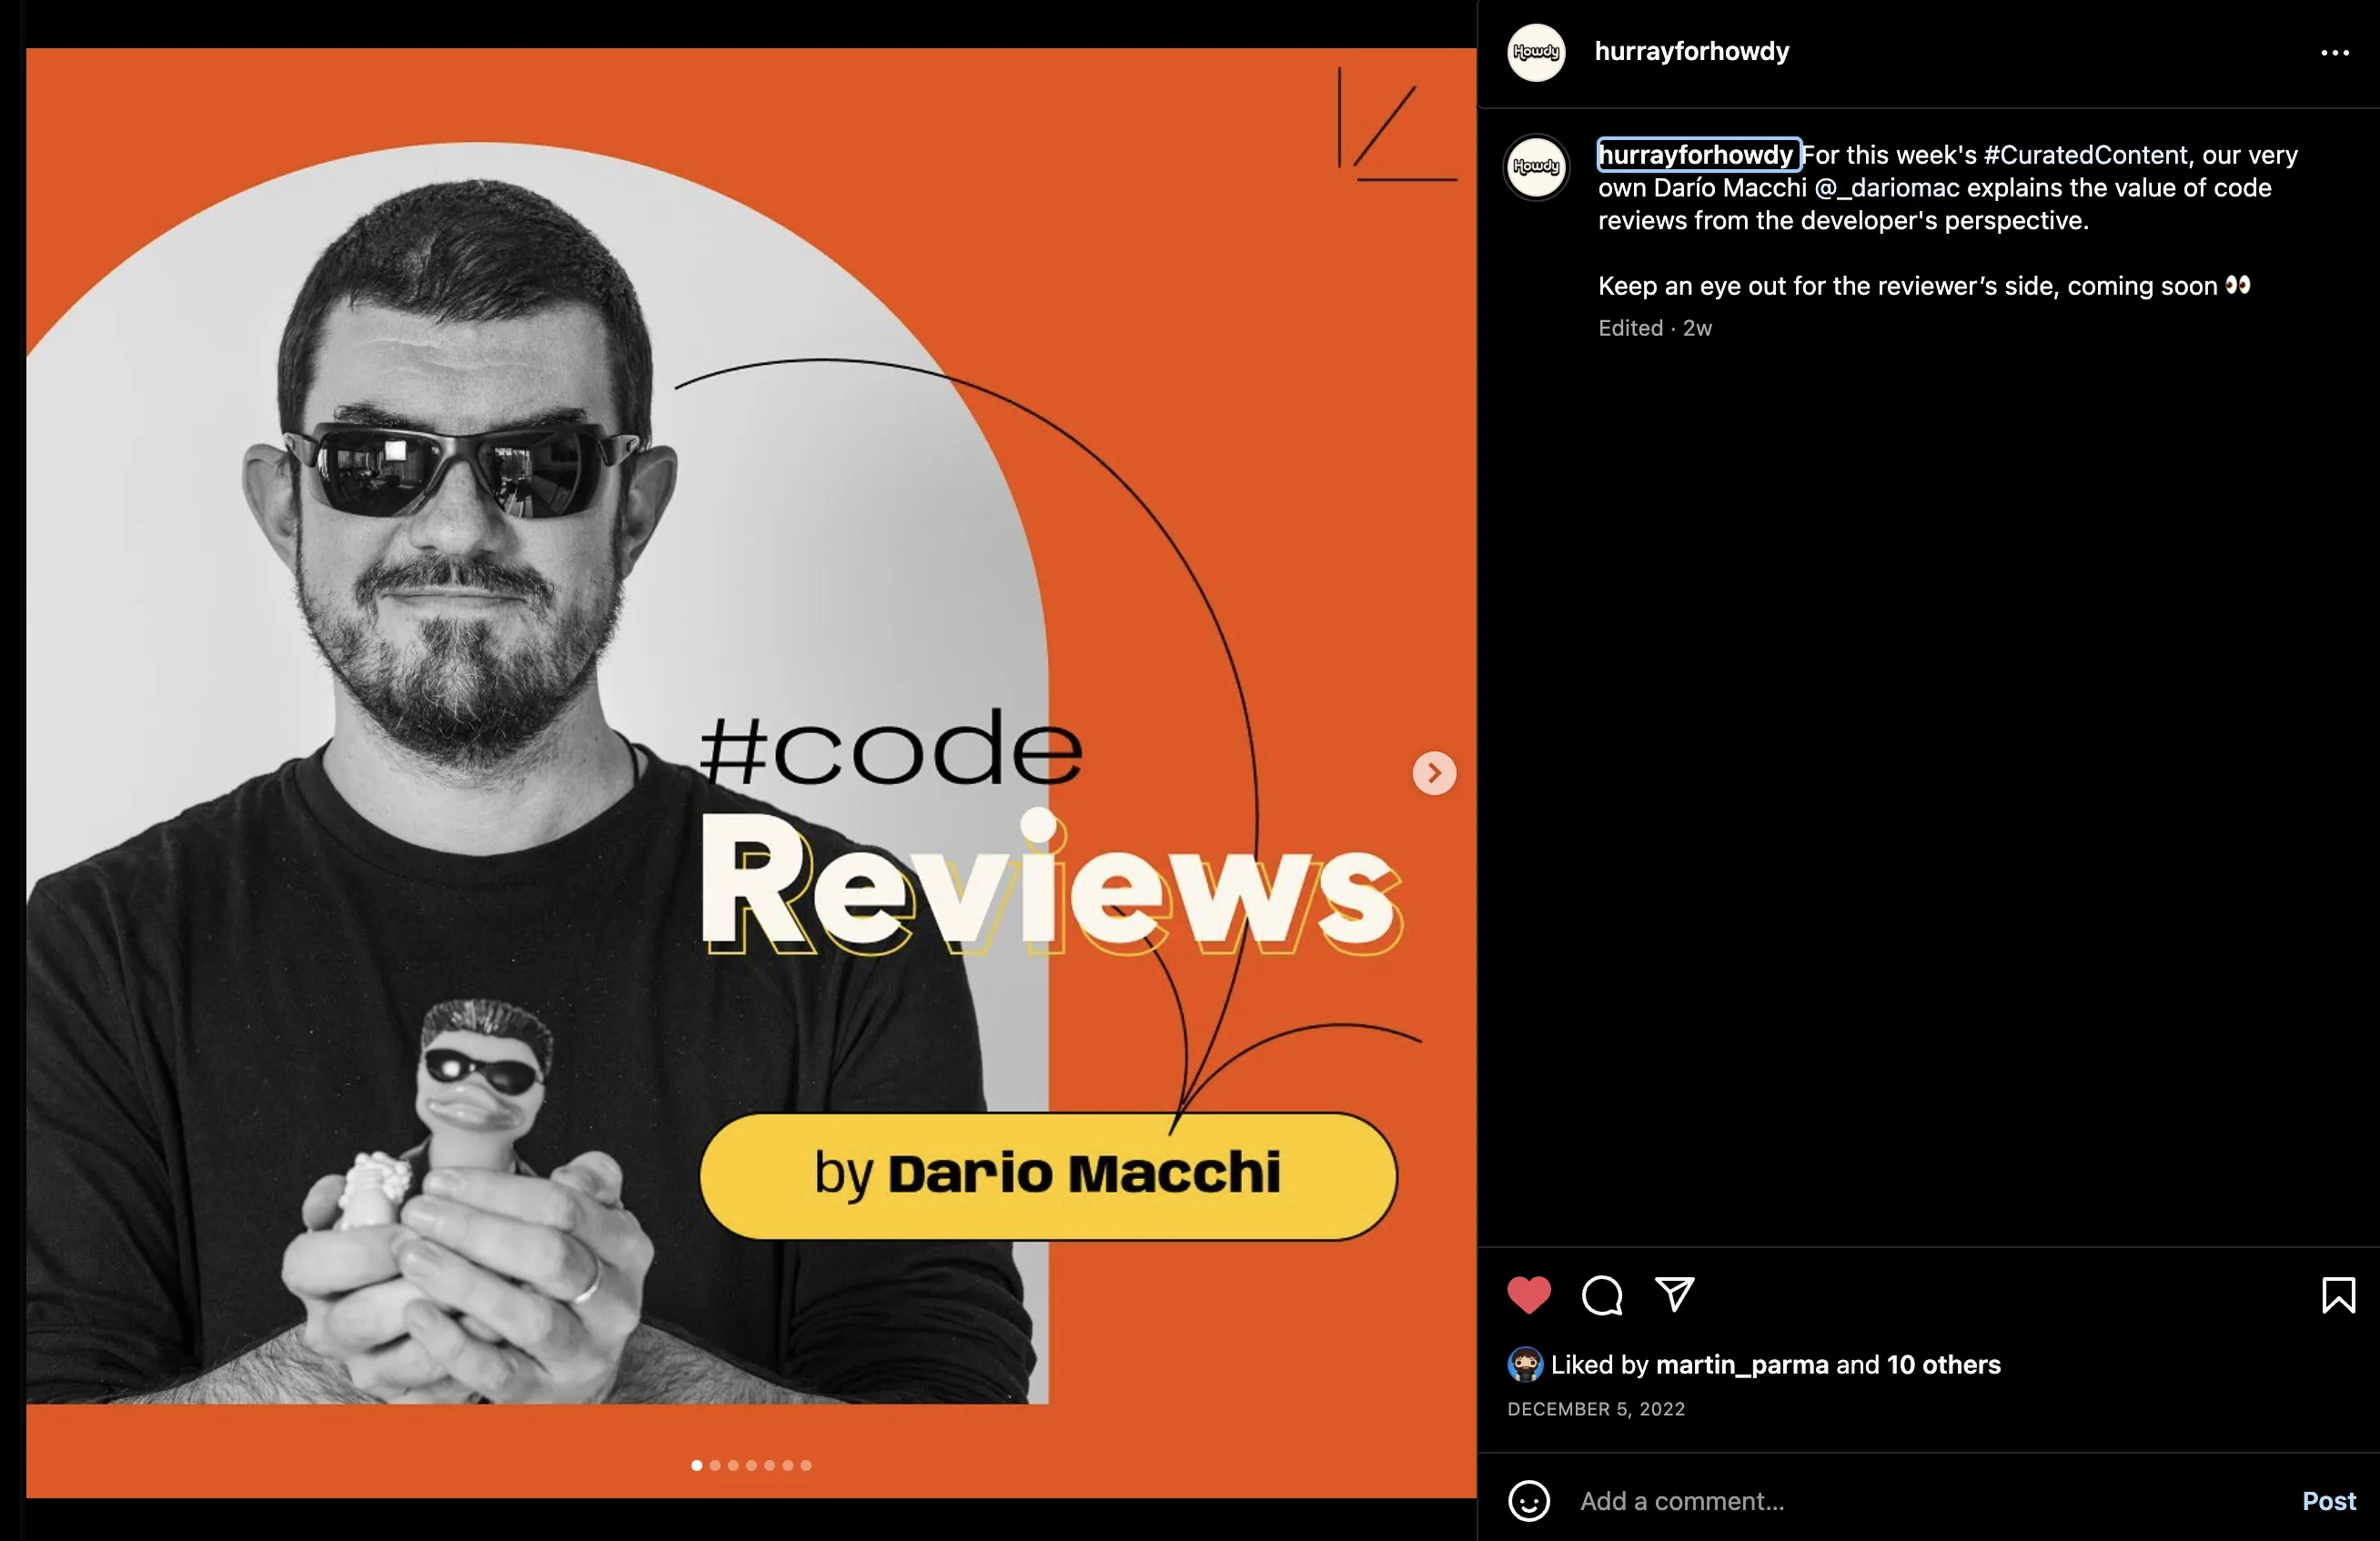 #code
Reviews
by Dario Macchi
Howdy
hurrayforhowdy
Howdy
hurrayforhowdy For this week's #CuratedContent, our very
own Darío Macchi @_dariomac explains the value of code
reviews from the developer's perspective.
Keep an eye out for the reviewer’s side, coming soon 👀
Edited · 2w
Liked by martin_parma and 10 others
DECEMBER 5, 2022
Add a comment...
Post